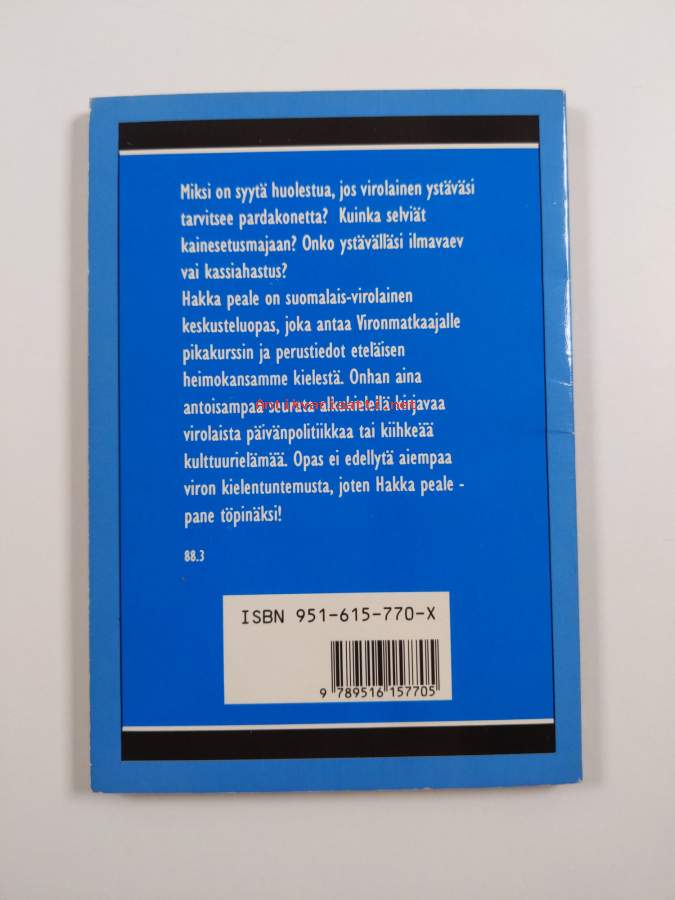 Miksi on syytä huolestua, jos virolainen ystäväsi
tarvitsee pardakonetta? Kuinka selviät
kainesetusmajaan? Onko ystävälläsi ilmavaev
vai kassiahastus?
Hakka peale on suomalais-virolainen
keskusteluopas, joka antaa Vironmatkaajalle
pikakurssin ja perustiedot eteläisen
heimokansamme kielestä. Onhan aina
antoisampaa seurata alkukielellä kirjavaa
virolaista päivänpolitiikkaa tai kiihkeää
kulttuurielämää. Opas ei edellytä aiempaa
viron kielentuntemusta, joten Hakka peale -
pane töpinäksi!
88.3
ISBN 951-615-770-X
9 789516 157705